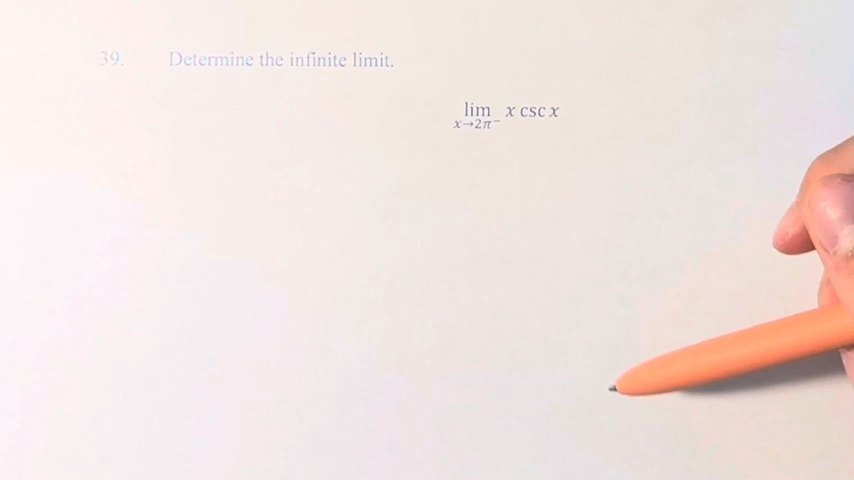 39. Determine the infinite limit.
lim x csc x
x→2π⁻